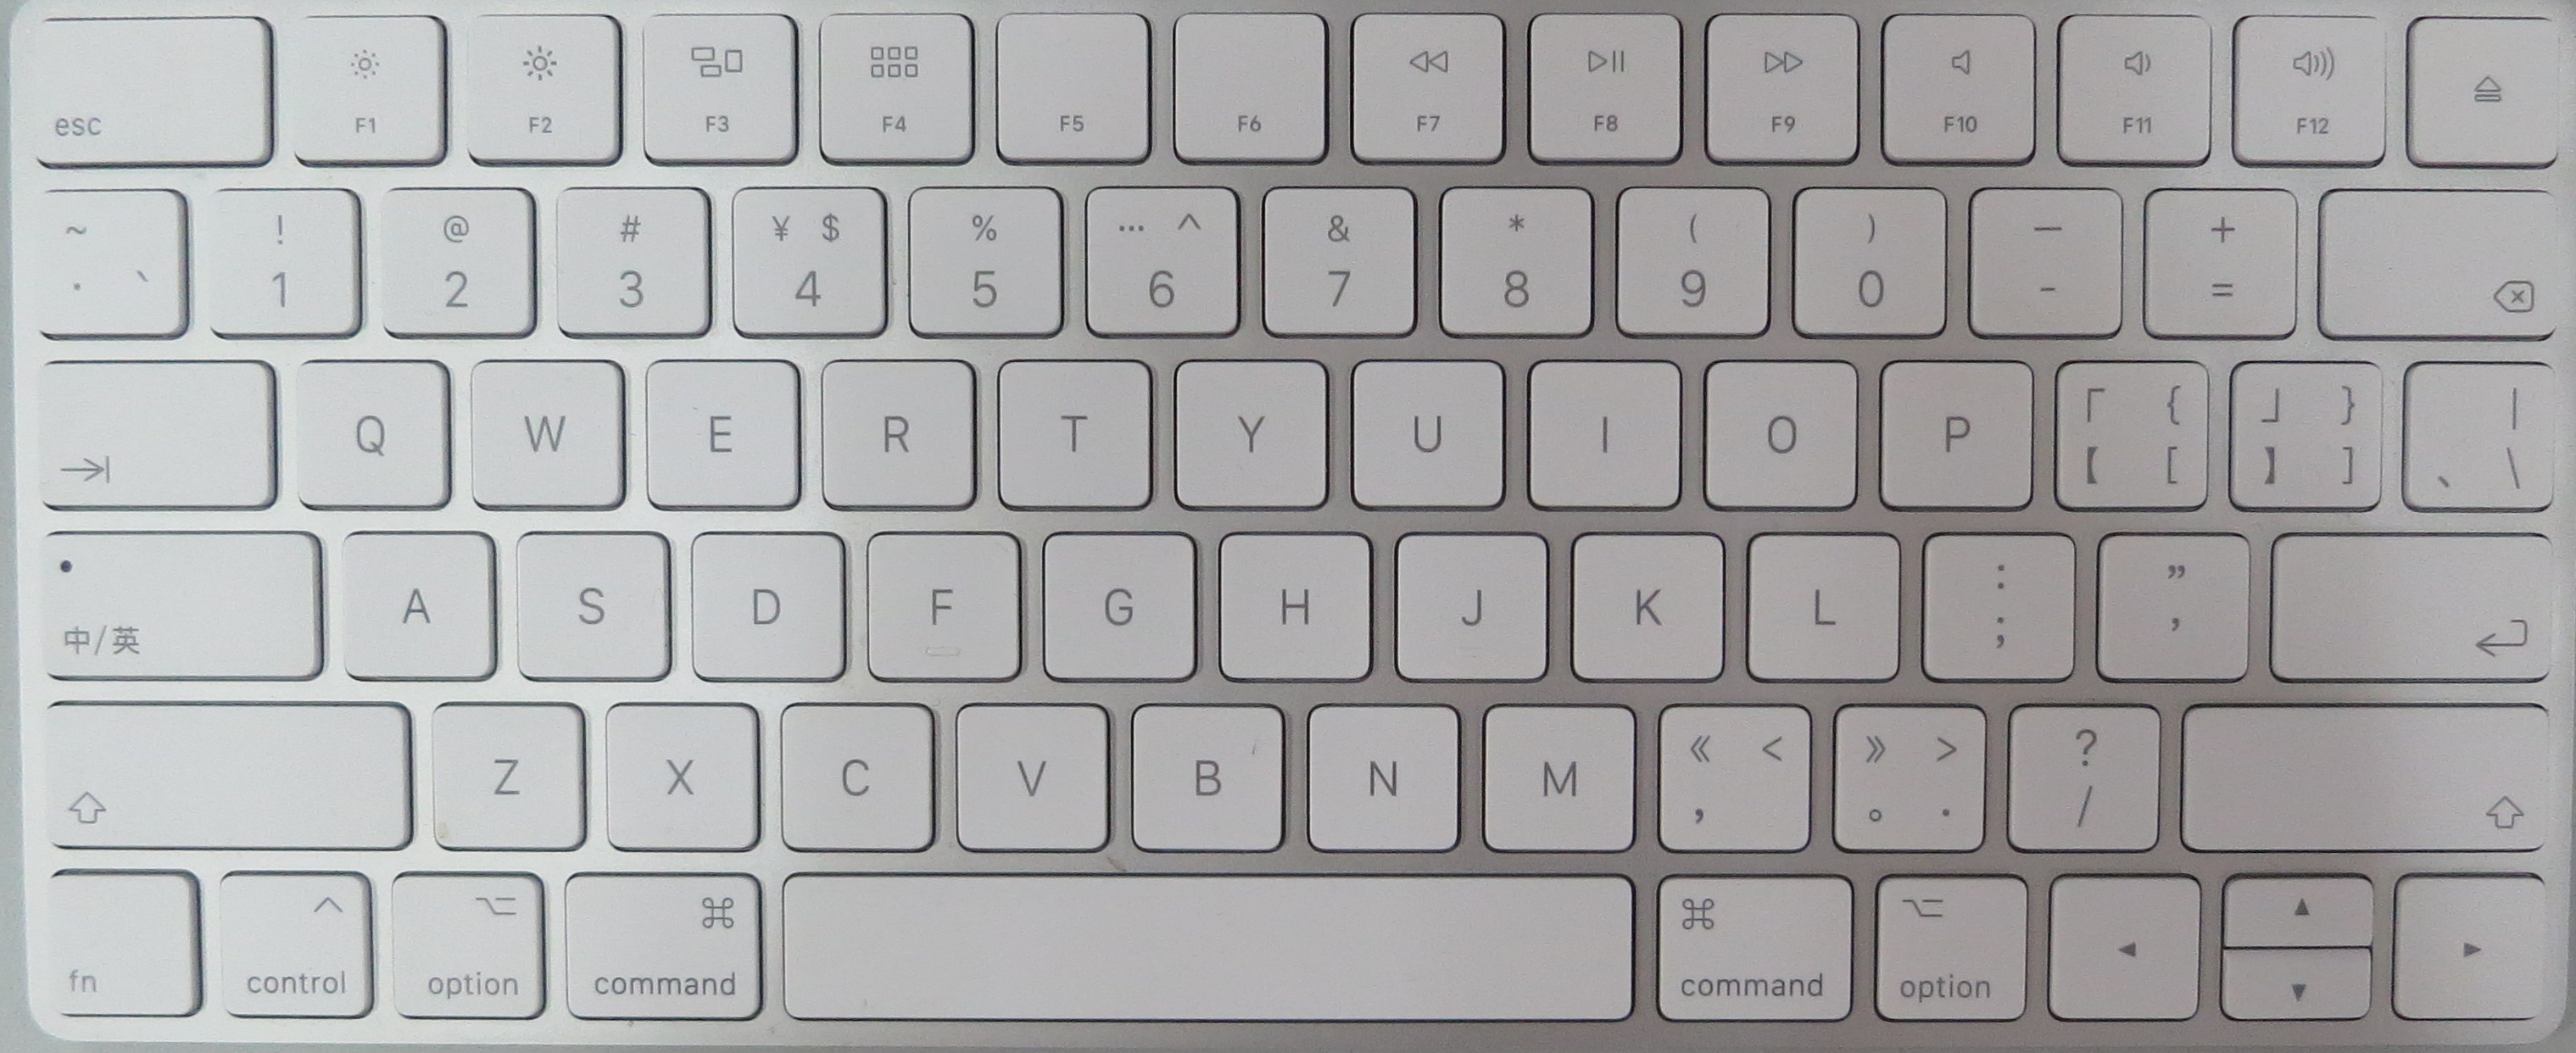 esc F1 F2 F3 F4 F5 F6 F7 F8 F9 F10 F11 F12
~ ! @ # ¥ $ % … ^ & * ( ) — +
· ` 1 2 3 4 5 6 7 8 9 0 - =
Q W E R T Y U I O P 「 { 」 } |
【 [ 】 ] 、 \
A S D F G H J K L : ”
中/英 ; ’
Z X C V B N M 《 < 》 > ?
, 。 . /
^ ⌥ ⌘ ⌘ ⌥ ▲
fn control option command command option ◀ ▼ ▶